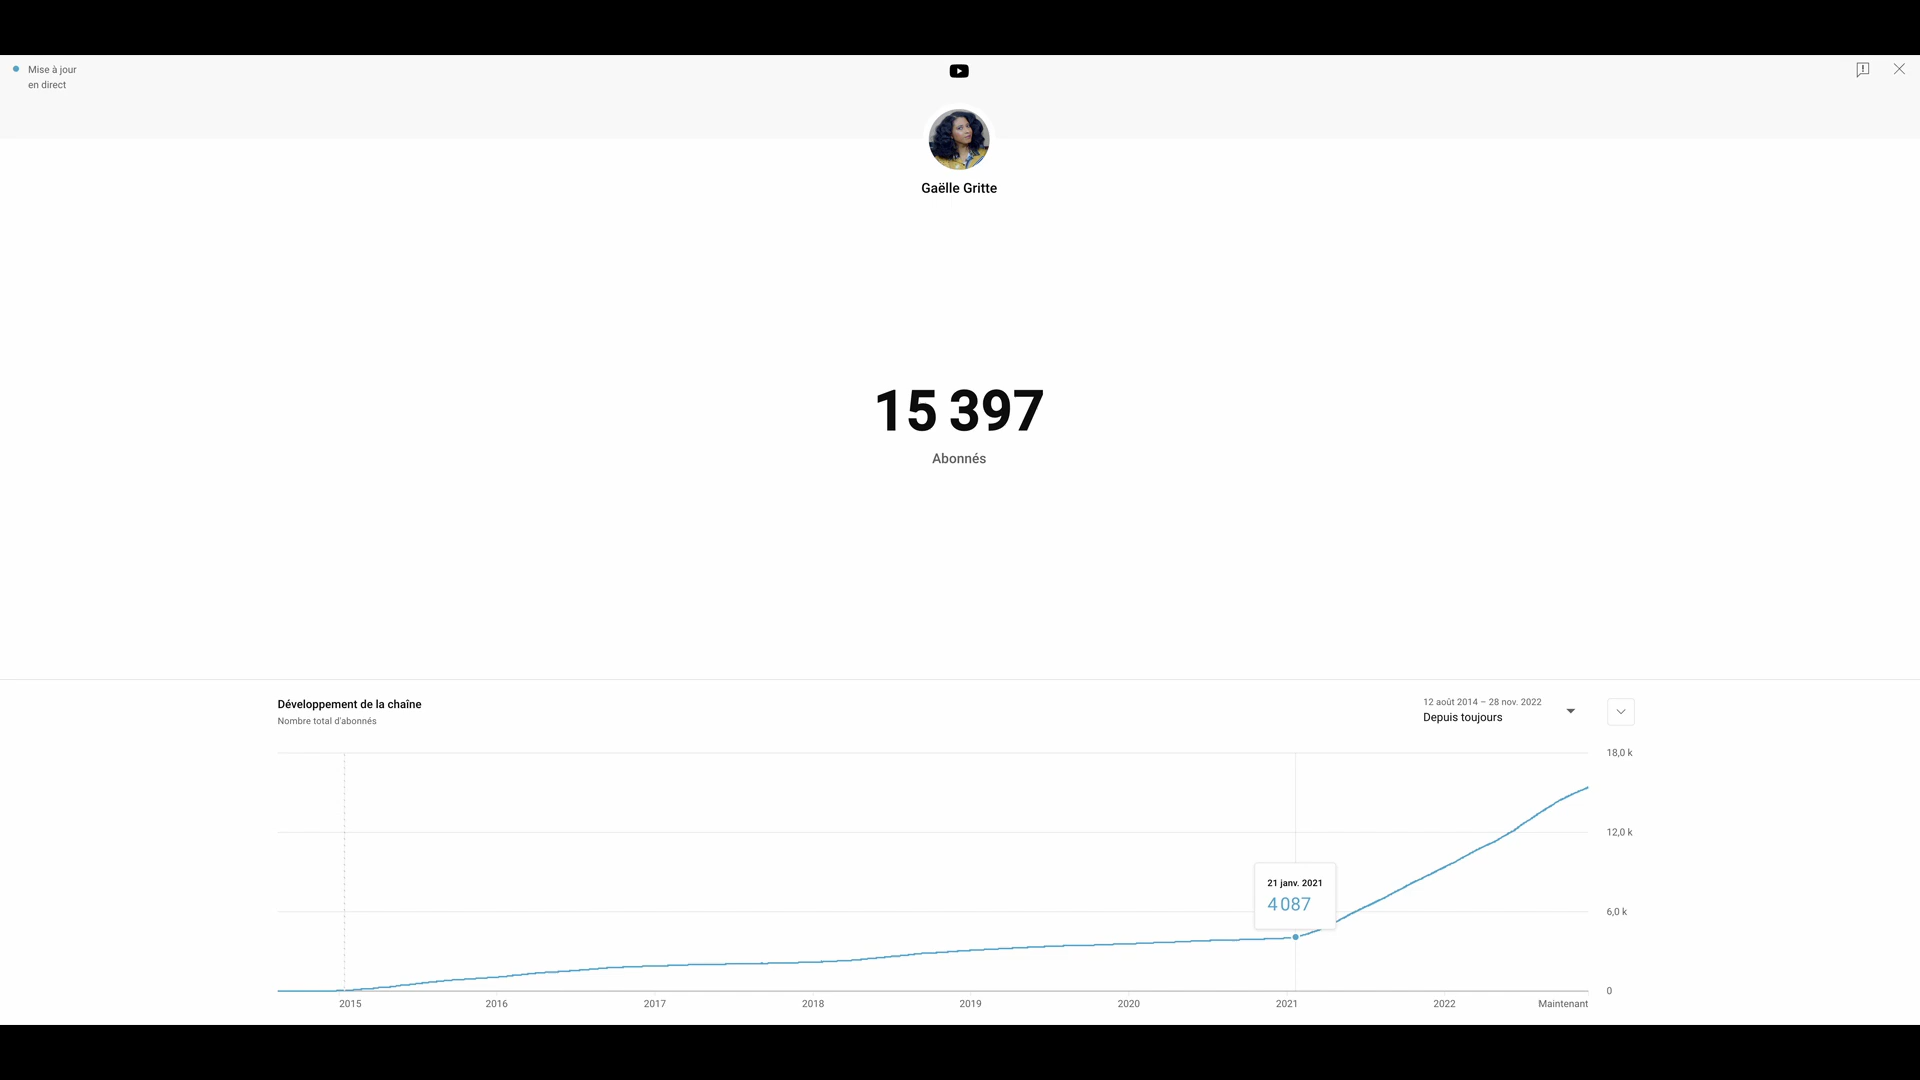 Mise à jour
en direct
Gaëlle Gritte
15 397
Abonnés
Développement de la chaîne
Nombre total d'abonnés
12 août 2014 – 28 nov. 2022
Depuis toujours
18,0 k
12,0 k
21 janv. 2021
4 087
6,0 k
0
2015 2016 2017 2018 2019 2020 2021 2022 Maintenant